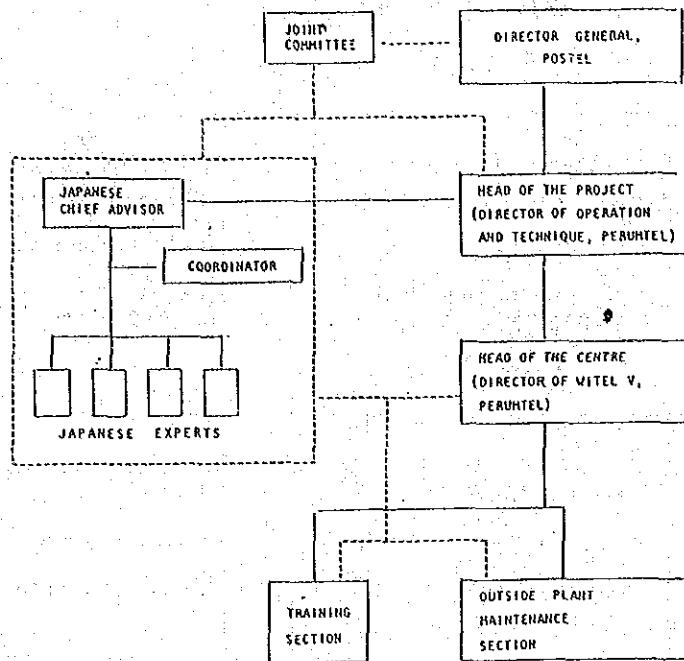 JOINT
COMMITTEE
DIRECTOR GENERAL,
POSTEL
JAPANESE
CHIEF ADVISOR
HEAD OF THE PROJECT
(DIRECTOR OF OPERATION
AND TECHNIQUE, PERUMTEL)
COORDINATOR
HEAD OF THE CENTRE
(DIRECTOR OF WITEL V,
PERUMTEL)
JAPANESE EXPERTS
TRAINING
SECTION
OUTSIDE PLANT
MAINTENANCE
SECTION